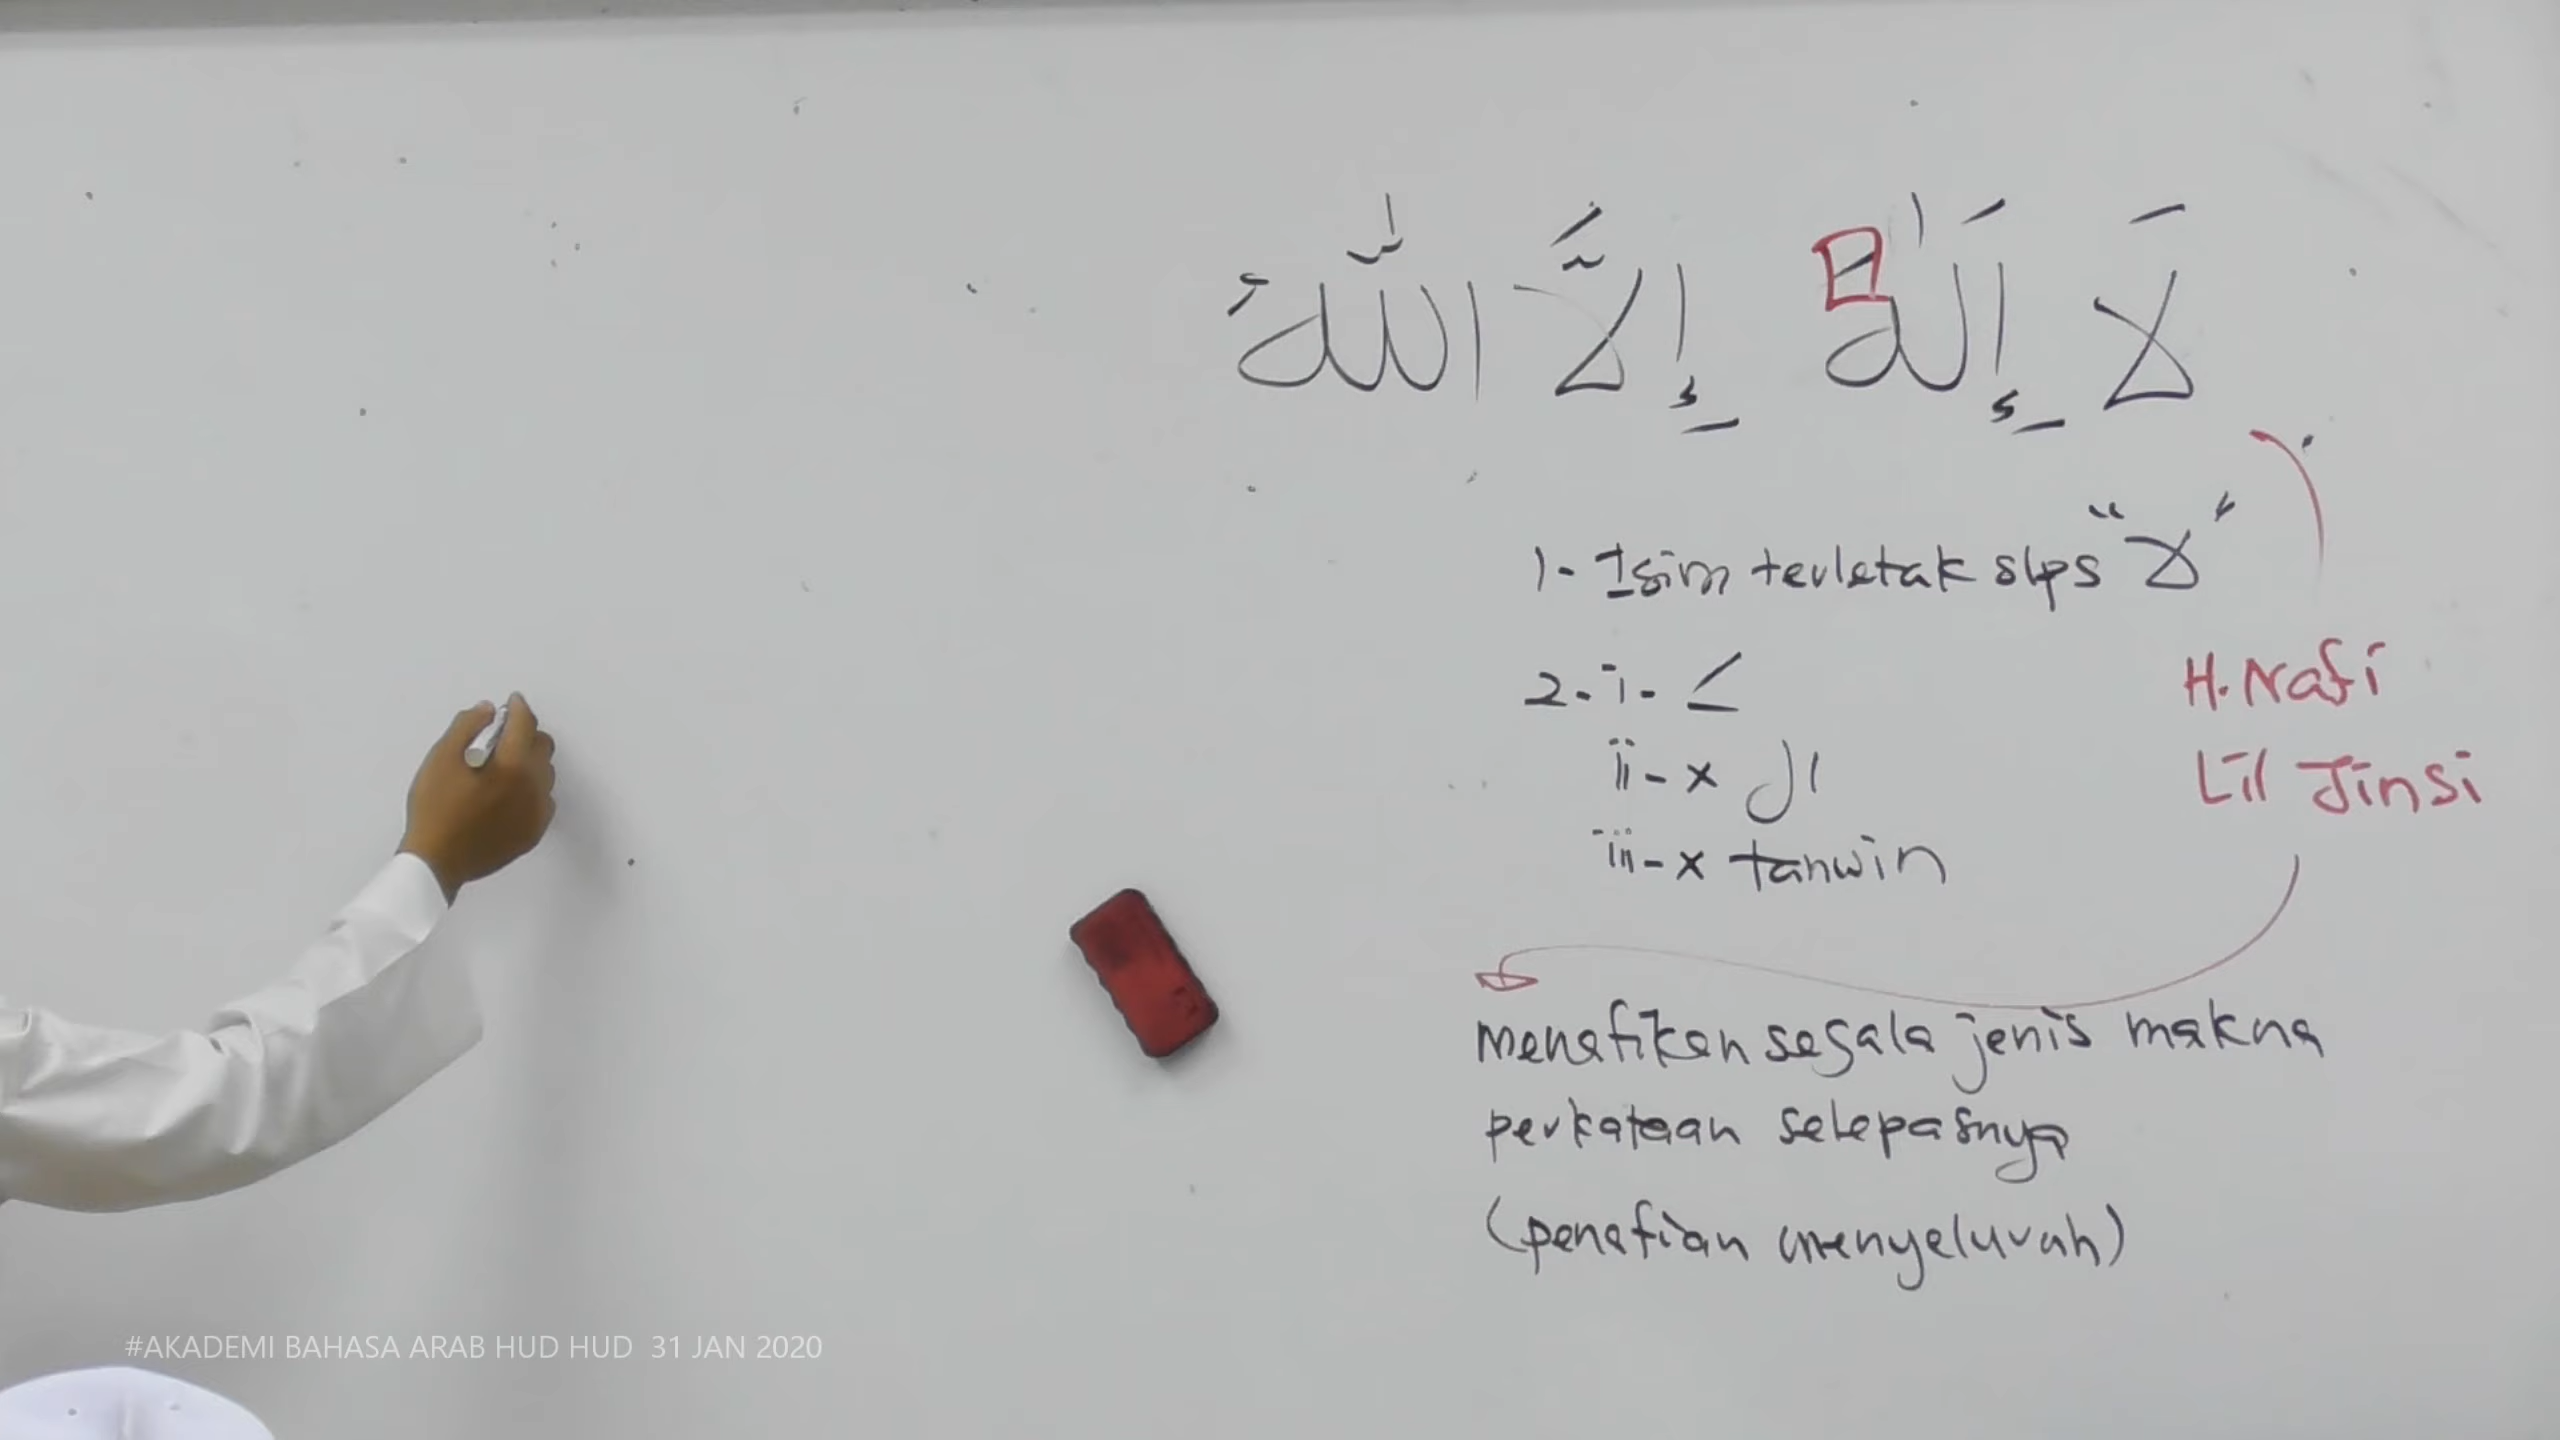 لَا إِلٰهَ إِلَّا اللّٰهُ
1- Isim terletak slps "لا"
2- i- ـَ
ii- x ال
iii- x tanwin
H. Nafi
Lil Jinsi
menafikan segala jenis makna
perkataan selepasnya
(penafian menyeluruh)
#AKADEMI BAHASA ARAB HUD HUD 31 JAN 2020